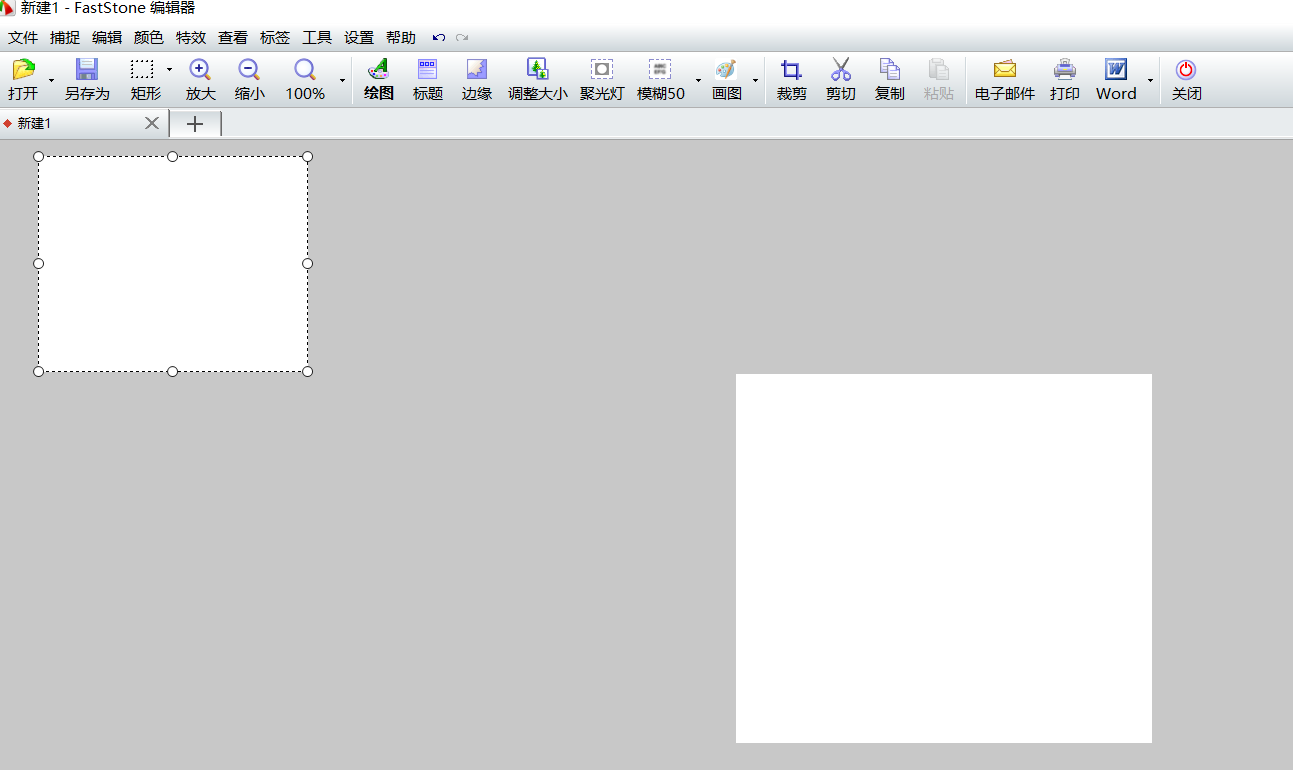 新建1 - FastStone 编辑器
文件 捕捉 编辑 颜色 特效 查看 标签 工具 设置 帮助
打开 另存为 矩形 放大 缩小 100% 绘图 标题 边缘 调整大小 聚光灯 模糊50 画图 裁剪 剪切 复制 粘贴 电子邮件 打印 Word 关闭
新建1